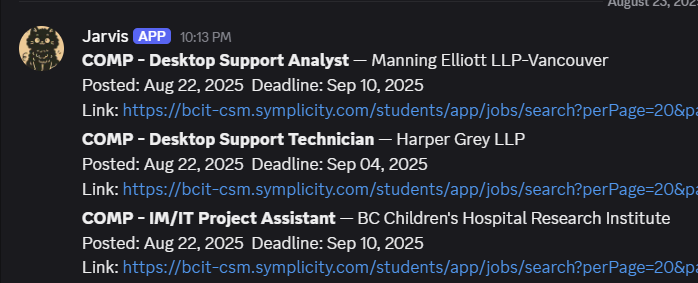 August 23, 202
Jarvis APP 10:13 PM
COMP - Desktop Support Analyst — Manning Elliott LLP-Vancouver
Posted: Aug 22, 2025 Deadline: Sep 10, 2025
Link: https://bcit-csm.symplicity.com/students/app/jobs/search?perPage=20&pa
COMP - Desktop Support Technician — Harper Grey LLP
Posted: Aug 22, 2025 Deadline: Sep 04, 2025
Link: https://bcit-csm.symplicity.com/students/app/jobs/search?perPage=20&pa
COMP - IM/IT Project Assistant — BC Children's Hospital Research Institute
Posted: Aug 22, 2025 Deadline: Sep 10, 2025
Link: https://bcit-csm.symplicity.com/students/app/jobs/search?perPage=20&pa